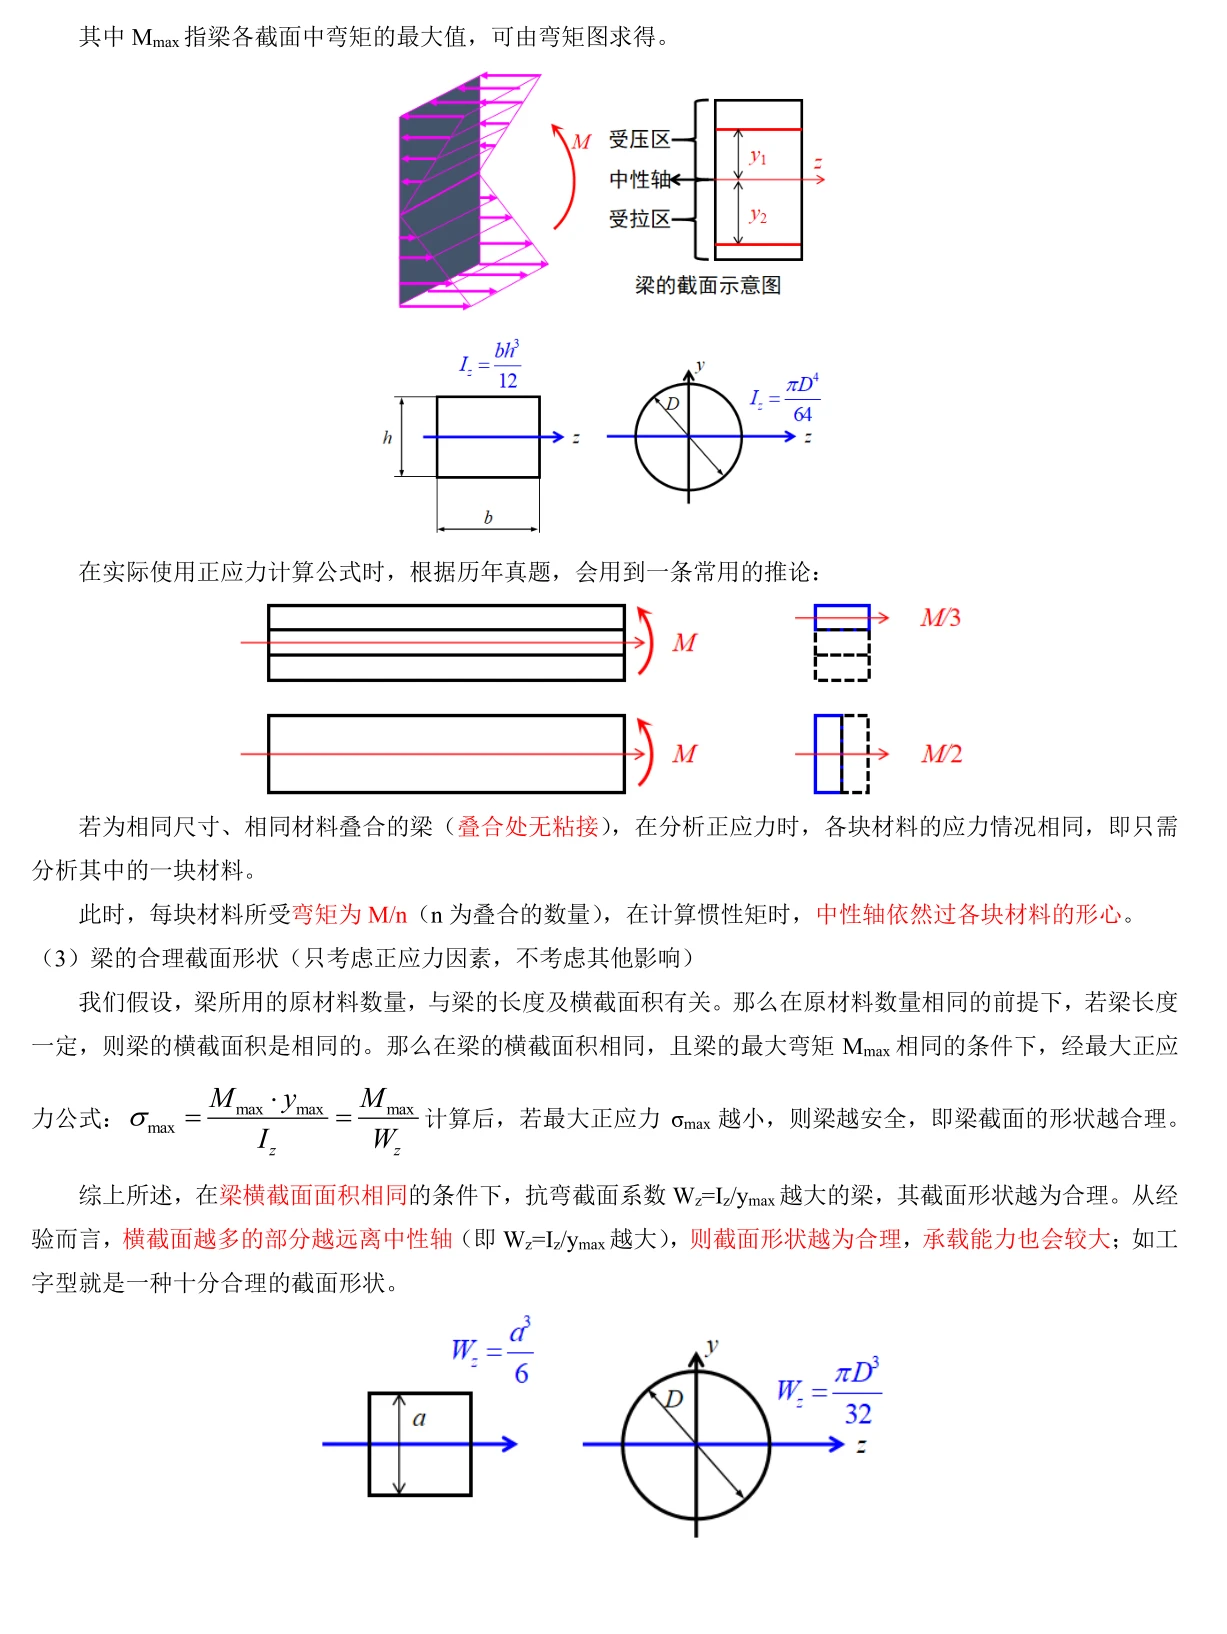 其中 Mmax 指梁各截面中弯矩的最大值，可由弯矩图求得。
M
受压区
中性轴
受拉区
y1
y2
z
梁的截面示意图
Iz = bh³/12
h
z
b
y
D
Iz = πD⁴/64
z
在实际使用正应力计算公式时，根据历年真题，会用到一条常用的推论：
M
M/3
M
M/2
若为相同尺寸、相同材料叠合的梁（叠合处无粘接），在分析正应力时，各块材料的应力情况相同，即只需
分析其中的一块材料。
此时，每块材料所受弯矩为 M/n（n 为叠合的数量），在计算惯性矩时，中性轴依然过各块材料的形心。
（3）梁的合理截面形状（只考虑正应力因素，不考虑其他影响）
我们假设，梁所用的原材料数量，与梁的长度及横截面积有关。那么在原材料数量相同的前提下，若梁长度
一定，则梁的横截面积是相同的。那么在梁的横截面积相同，且梁的最大弯矩 Mmax 相同的条件下，经最大正应
力公式：σmax = Mmax · ymax / Iz = Mmax / Wz 计算后，若最大正应力 σmax 越小，则梁越安全，即梁截面的形状越合理。
综上所述，在梁横截面面积相同的条件下，抗弯截面系数 Wz=Iz/ymax 越大的梁，其截面形状越为合理。从经
验而言，横截面越多的部分越远离中性轴（即 Wz=Iz/ymax 越大），则截面形状越为合理，承载能力也会较大；如工
字型就是一种十分合理的截面形状。
Wz = a³/6
a
y
D
Wz = πD³/32
z